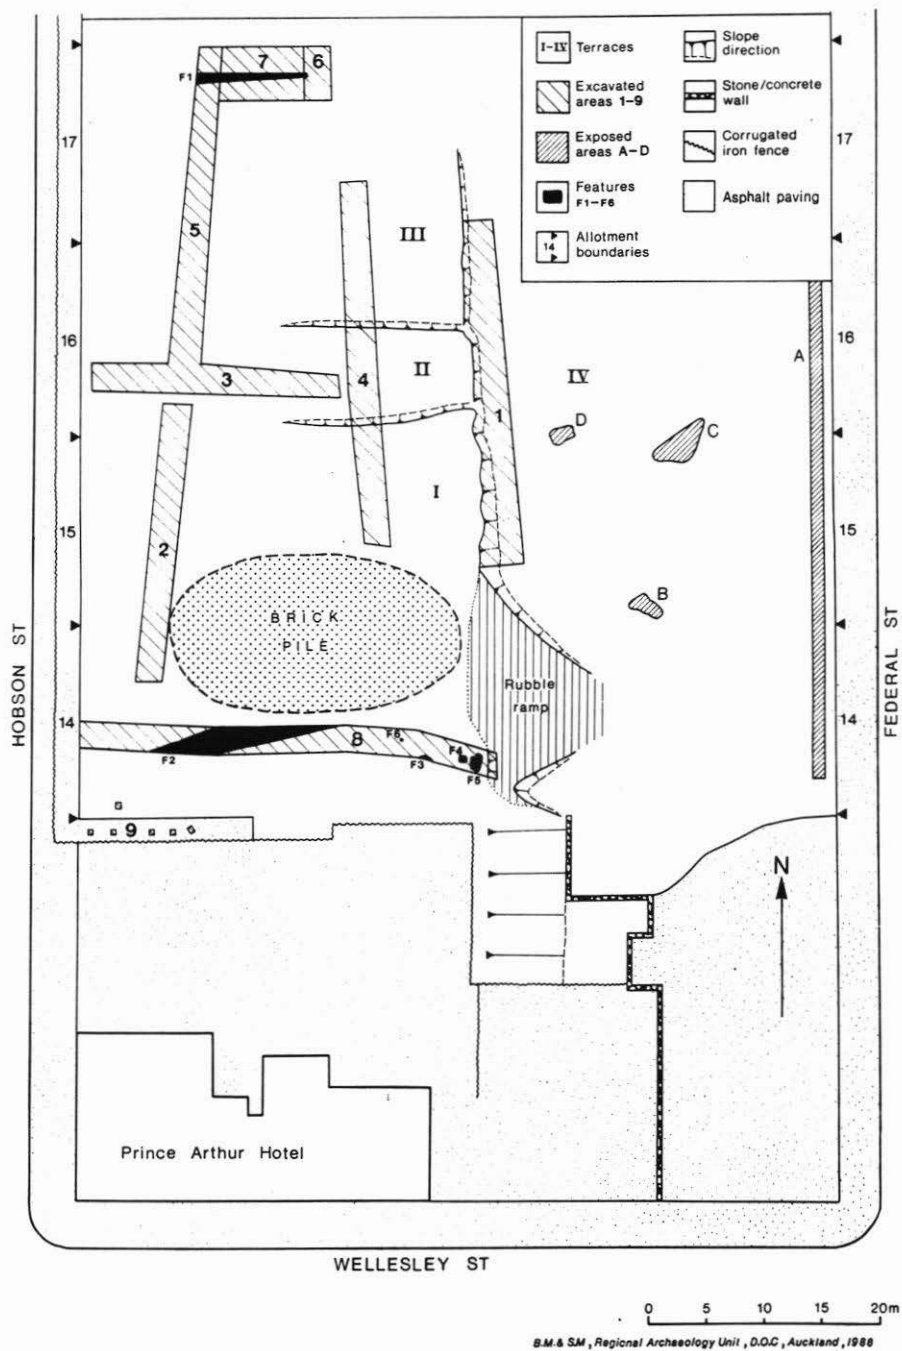 I-IV Terraces
Excavated
areas 1-9
Exposed
areas A-D
Features
F1-F6
14 Allotment
boundaries
Slope
direction
Stone/concrete
wall
Corrugated
iron fence
Asphalt paving
7 6
F1
17 17
5 III
16 16
A
3 4 II IV
1
D C
I
15 15
2
B
BRICK
PILE
HOBSON ST
FEDERAL ST
Rubble
ramp
14 14
8 F6
F2 F3 F4 F5
9
N
Prince Arthur Hotel
WELLESLEY ST
0 5 10 15 20m
B.M.& S.M, Regional Archaeology Unit, D.O.C, Auckland, 1988